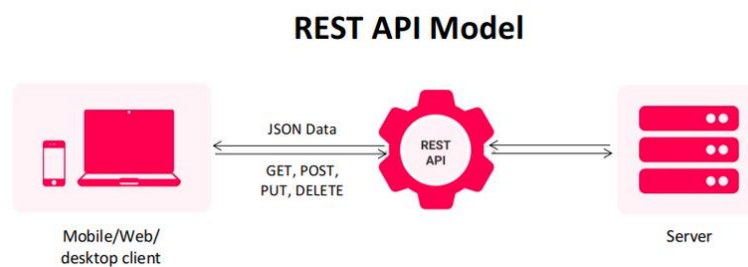 REST API Model
JSON Data
GET, POST,
PUT, DELETE
REST
API
Mobile/Web/
desktop client
Server